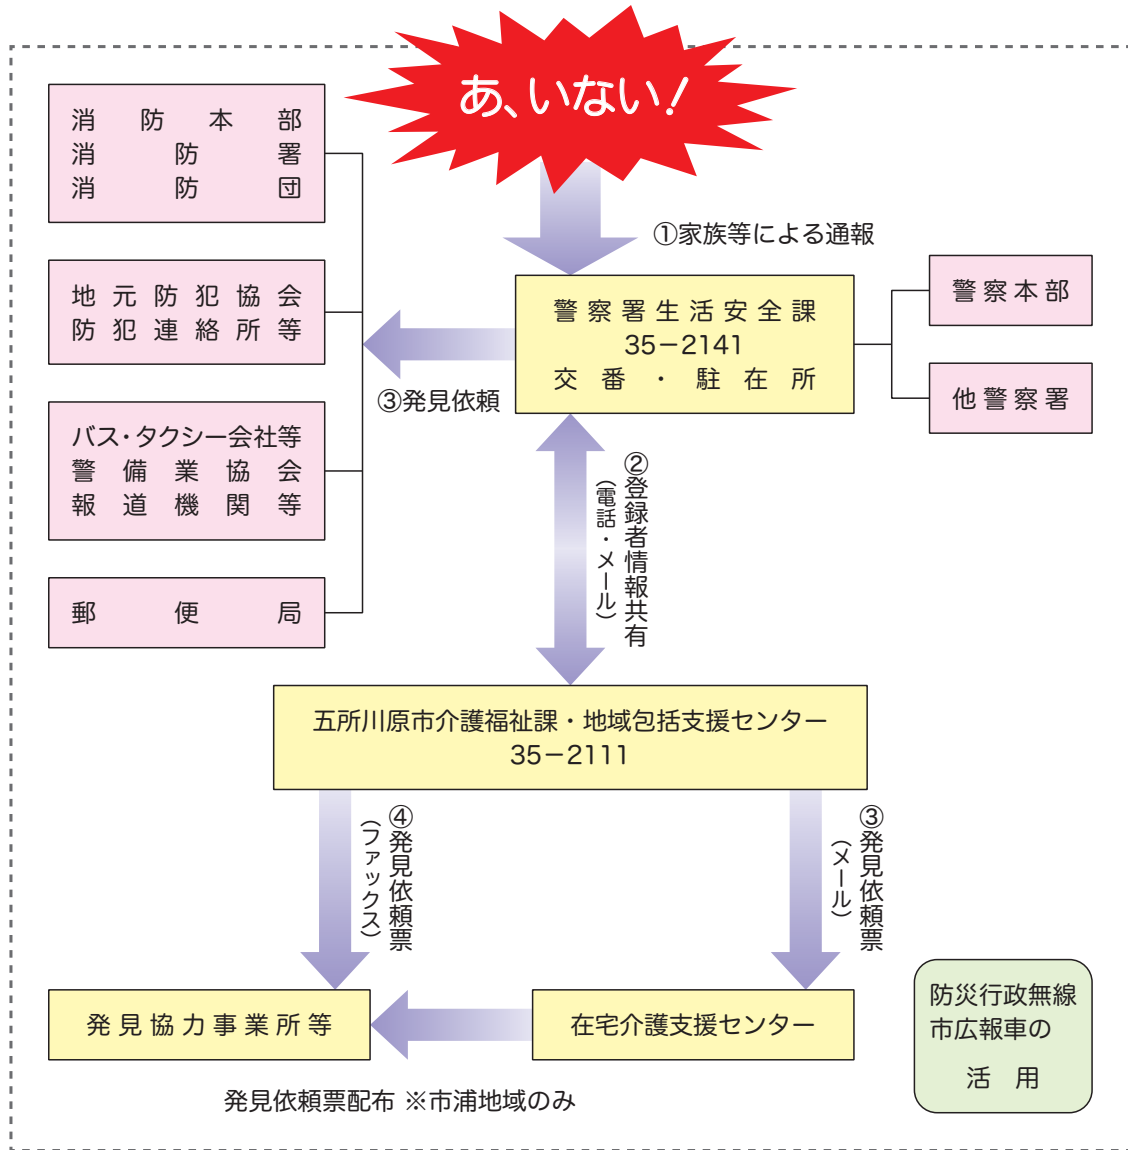 あ、いない!
消防本部
消防署
消防団
①家族等による通報
地元防犯協会
防犯連絡所等
警察署生活安全課
35−2141
交番・駐在所
警察本部
他警察署
③発見依頼
バス・タクシー会社等
警備業協会
報道機関等
②登録者情報共有
(電話・メール)
郵便局
五所川原市介護福祉課・地域包括支援センター
35−2111
④発見依頼票
(ファックス)
③発見依頼票
(メール)
発見協力事業所等
在宅介護支援センター
防災行政無線
市広報車の
活用
発見依頼票配布 ※市浦地域のみ